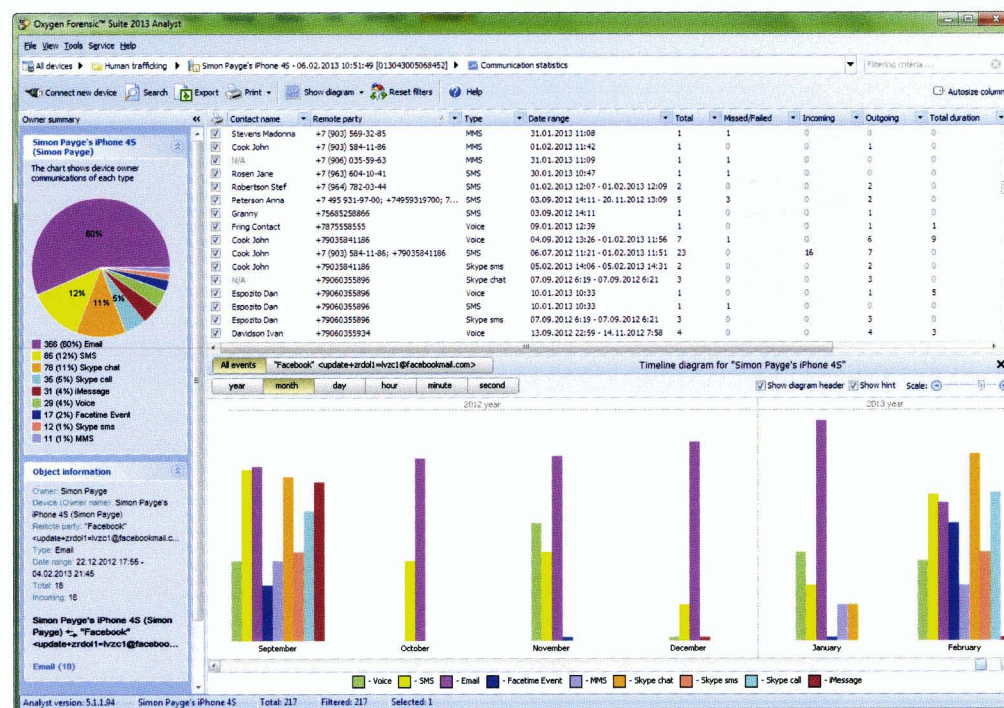 Oxygen Forensic™ Suite 2013 Analyst
File View Tools Service Help
All devices Human trafficking Simon Payge's iPhone 4S - 06.02.2013 10:51:49 [013043005068452] Communication statistics Filtering criteria ...
Connect new device Search Export Print Show diagram Reset filters Help Autosize column
Owner summary
Simon Payge's iPhone 4S
(Simon Payge)
The chart shows device owner
communications of each type
60%
12%
11%
5%
366 (60%) Email
86 (12%) SMS
78 (11%) Skype chat
36 (5%) Skype call
31 (4%) iMessage
29 (4%) Voice
17 (2%) Facetime Event
12 (1%) Skype sms
11 (1%) MMS
Object information
Owner: Simon Payge
Device (Owner name): Simon Payge's
iPhone 4S (Simon Payge)
Remote party: "Facebook"
<update+zrdol1=lvzc1@facebookmail.c...
Type: Email
Date range: 22.12.2012 17:56 -
04.02.2013 21:45
Total: 18
Incoming: 18
Simon Payge's iPhone 4S (Simon
Payge) "Facebook"
<update+zrdol1=lvzc1@faceboo...
Email (18)
Contact name Remote party Type Date range Total Missed/Failed Incoming Outgoing Total duration
Stevens Madonna +7 (903) 569-32-85 MMS 31.01.2013 11:08 1 1 0 0 0
Cook John +7 (903) 584-11-86 MMS 01.02.2013 11:42 1 0 0 1 0
N/A +7 (906) 035-59-63 MMS 31.01.2013 11:09 1 1 0 0 0
Rosen Jane +7 (963) 604-10-41 SMS 30.01.2013 10:47 1 1 0 0 0
Robertson Stef +7 (964) 782-03-44 SMS 01.02.2013 12:07 - 01.02.2013 12:09 2 0 0 2 0
Peterson Anna +7 495 931-97-00; +74959319700; 7... SMS 03.09.2012 14:11 - 20.11.2012 13:09 5 3 0 2 0
Granny +75685258866 SMS 03.09.2012 14:11 1 0 0 1 0
Fring Contact +7875558555 Voice 09.01.2013 12:39 1 0 0 1 1
Cook John +79035841186 Voice 04.09.2012 13:26 - 01.02.2013 11:56 7 1 0 6 9
Cook John +7 (903) 584-11-86; +79035841186 SMS 06.07.2012 11:21 - 01.02.2013 11:51 23 0 16 7 0
Cook John +79035841186 Skype sms 05.02.2013 14:06 - 05.02.2013 14:31 2 0 0 2 0
N/A +79060355896 Skype chat 07.09.2012 6:19 - 07.09.2012 6:21 3 0 0 3 0
Espozito Dan +79060355896 Voice 10.01.2013 10:33 1 0 0 1 5
Espozito Dan +79060355896 SMS 10.01.2013 10:33 1 1 0 0 0
Espozito Dan +79060355896 Skype sms 07.09.2012 6:19 - 07.09.2012 6:21 3 0 0 3 0
Davidson Ivan +79060355934 Voice 13.09.2012 22:59 - 14.11.2012 7:58 4 0 0 4 3
All events "Facebook" <update+zrdol1=lvzc1@facebookmail.com> Timeline diagram for "Simon Payge's iPhone 4S"
year month day hour minute second Show diagram header Show hint Scale:
2012 year 2013 year
September October November December January February
- Voice - SMS - Email - Facetime Event - MMS - Skype chat - Skype sms - Skype call - iMessage
Analyst version: 5.1.1.94 Simon Payge's iPhone 4S Total: 217 Filtered: 217 Selected: 1